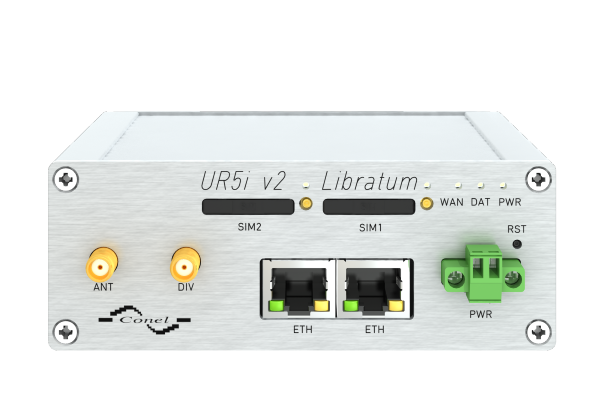 UR5i v2 Libratum
WAN DAT PWR
SIM2 SIM1
RST
ANT DIV
Conel
ETH ETH
PWR